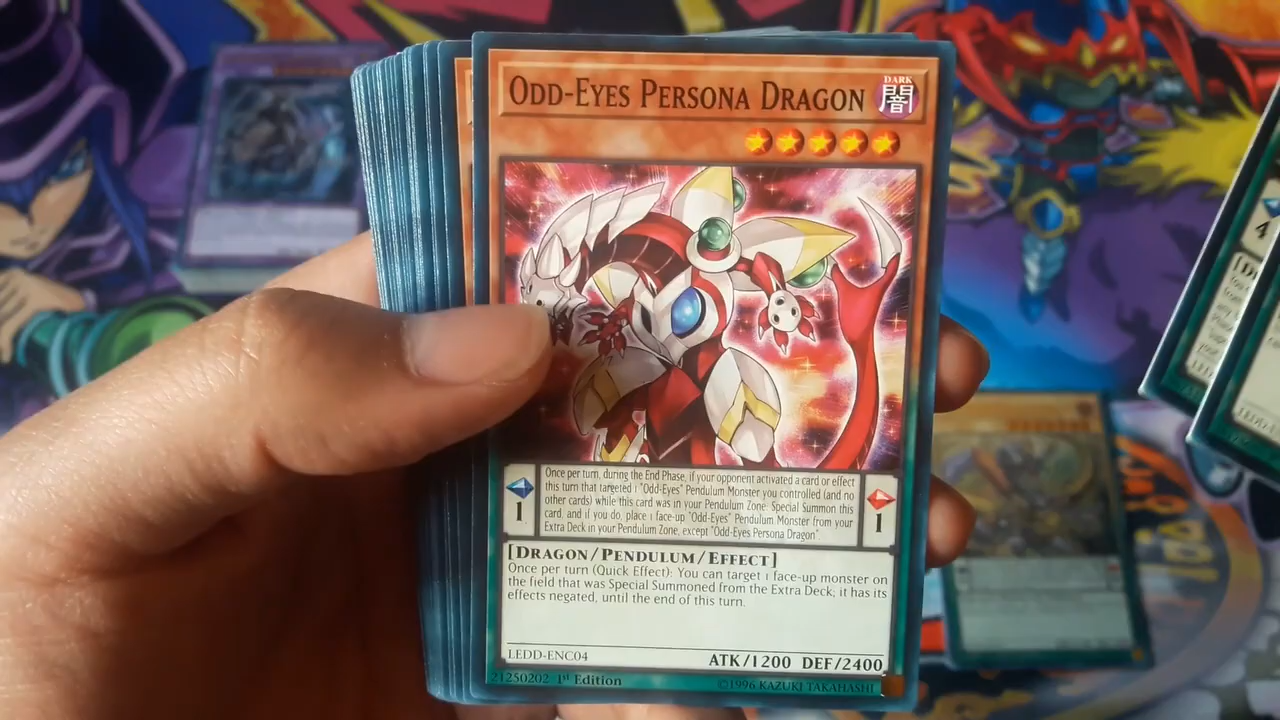 ODD-EYES PERSONA DRAGON
DARK
闇
Once per turn, during the End Phase, if your opponent activated a card or effect
this turn that targeted 1 "Odd-Eyes" Pendulum Monster you controlled (and no
other cards) while this card was in your Pendulum Zone: Special Summon this
card, and if you do, place 1 face-up "Odd-Eyes" Pendulum Monster from your
Extra Deck in your Pendulum Zone, except "Odd-Eyes Persona Dragon".
1
1
[DRAGON/PENDULUM/EFFECT]
Once per turn (Quick Effect): You can target 1 face-up monster on
the field that was Special Summoned from the Extra Deck; it has its
effects negated, until the end of this turn.
LEDD-ENC04
ATK/1200 DEF/2400
21250202 1st Edition
©1996 KAZUKI TAKAHASHI
4